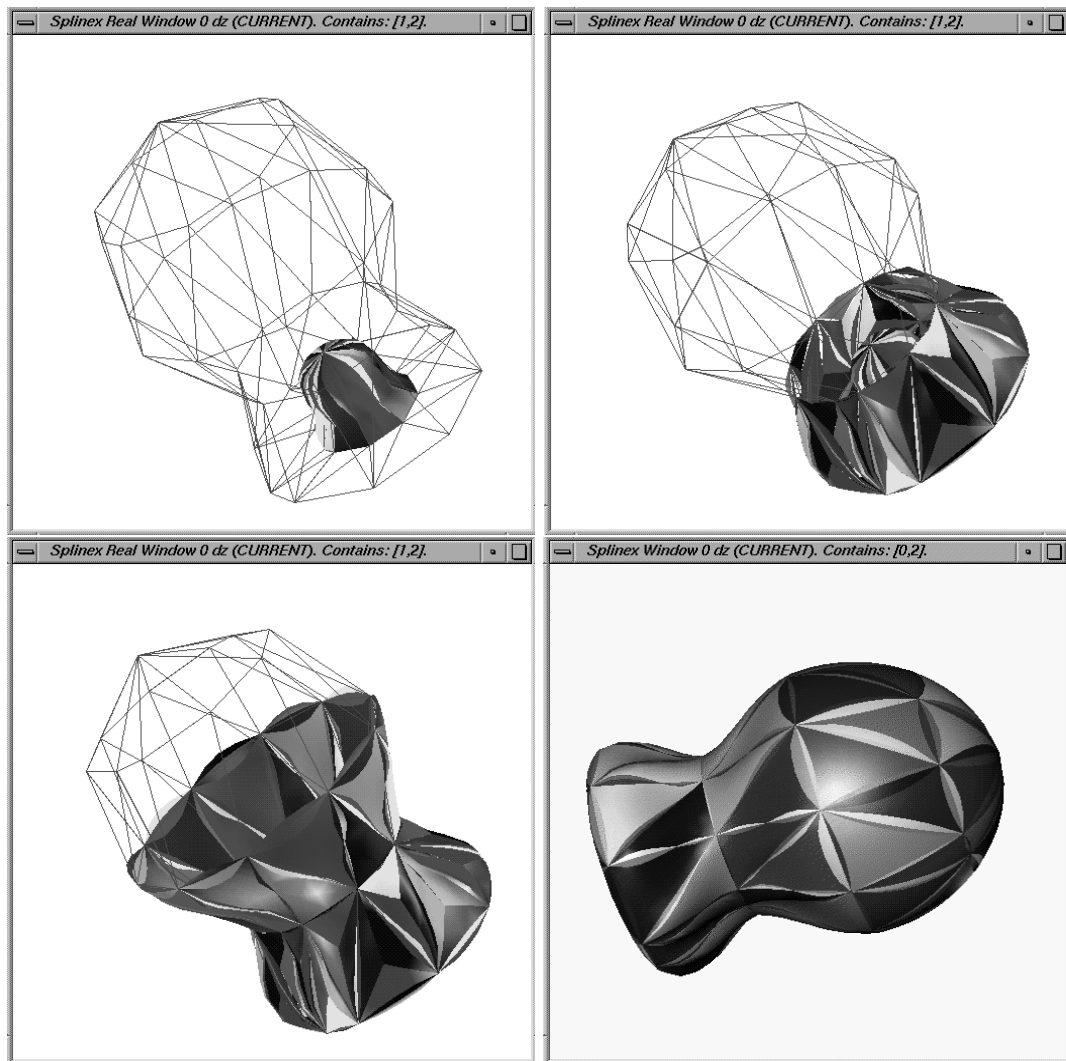 Splinex Real Window 0 dz (CURRENT). Contains: [1,2].
Splinex Real Window 0 dz (CURRENT). Contains: [1,2].
Splinex Real Window 0 dz (CURRENT). Contains: [1,2].
Splinex Window 0 dz (CURRENT). Contains: [0,2].